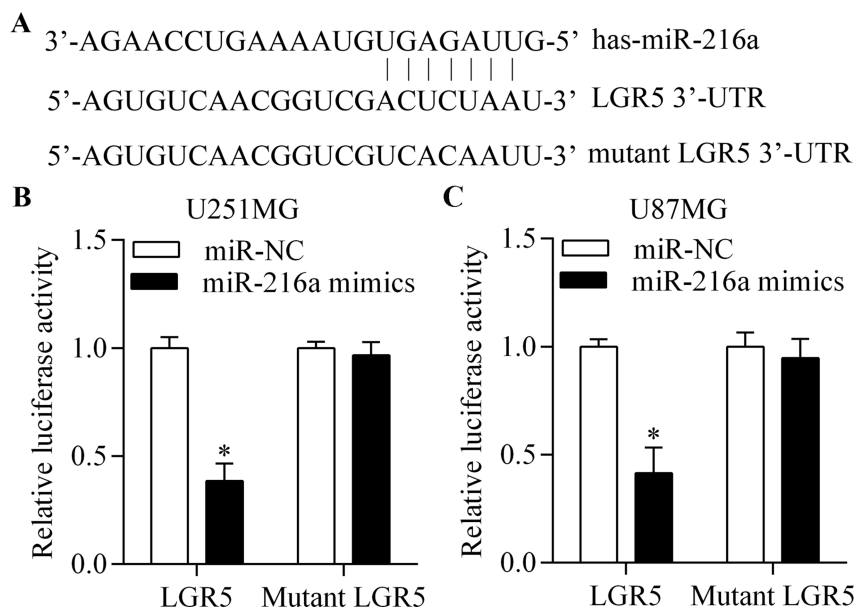 A
3’-AGAACCUGAAAAUGUGAGAUUG-5’ has-miR-216a
5’-AGUGUCAACGGUCGACUCUAAU-3’ LGR5 3’-UTR
5’-AGUGUCAACGGUCGUCACAAUU-3’ mutant LGR5 3’-UTR
B
U251MG
Relative luciferase activity
1.5
1.0
0.5
0.0
miR-NC
miR-216a mimics
*
LGR5 Mutant LGR5
C
U87MG
Relative luciferase activity
1.5
1.0
0.5
0.0
miR-NC
miR-216a mimics
*
LGR5 Mutant LGR5